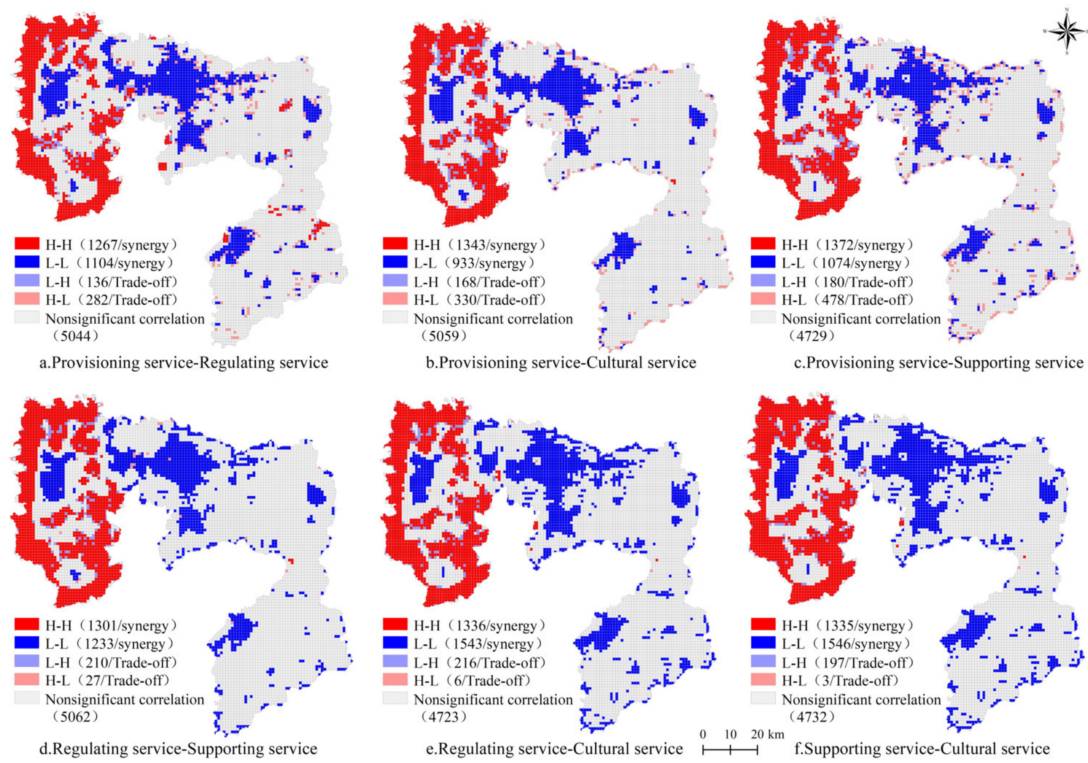 H-H（1267/synergy)
L-L（1104/synergy)
L-H（136/Trade-off)
H-L（282/Trade-off)
Nonsignificant correlation
（5044）
a.Provisioning service-Regulating service
H-H（1343/synergy)
L-L（933/synergy)
L-H（168/Trade-off)
H-L（330/Trade-off)
Nonsignificant correlation
（5059）
b.Provisioning service-Cultural service
H-H（1372/synergy)
L-L（1074/synergy)
L-H（180/Trade-off)
H-L（478/Trade-off)
Nonsignificant correlation
（4729）
c.Provisioning service-Supporting service
H-H（1301/synergy)
L-L（1233/synergy)
L-H（210/Trade-off)
H-L（27/Trade-off)
Nonsignificant correlation
（5062）
d.Regulating service-Supporting service
H-H（1336/synergy)
L-L（1543/synergy)
L-H（216/Trade-off)
H-L（6/Trade-off)
Nonsignificant correlation
（4723）
e.Regulating service-Cultural service
0 10 20 km
H-H（1335/synergy)
L-L（1546/synergy)
L-H（197/Trade-off)
H-L（3/Trade-off)
Nonsignificant correlation
（4732）
f.Supporting service-Cultural service